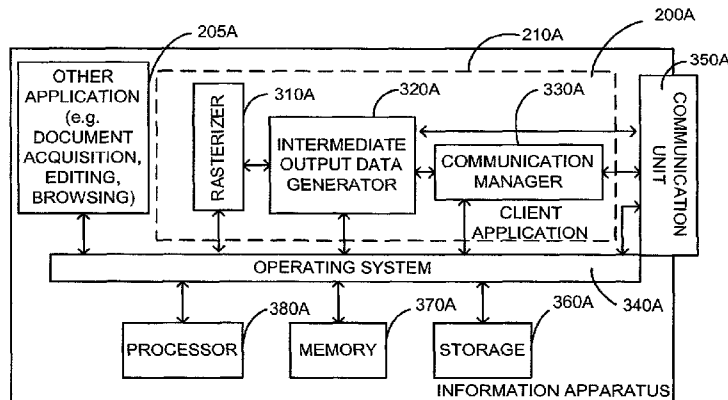 205A
210A
200A
350A
OTHER
APPLICATION
(e.g.
DOCUMENT
ACQUISITION,
EDITING,
BROWSING)
310A
320A
330A
RASTERIZER
INTERMEDIATE
OUTPUT DATA
GENERATOR
COMMUNICATION
MANAGER
CLIENT
APPLICATION
COMMUNICATION
UNIT
OPERATING SYSTEM
340A
380A
370A
360A
PROCESSOR
MEMORY
STORAGE
INFORMATION APPARATUS